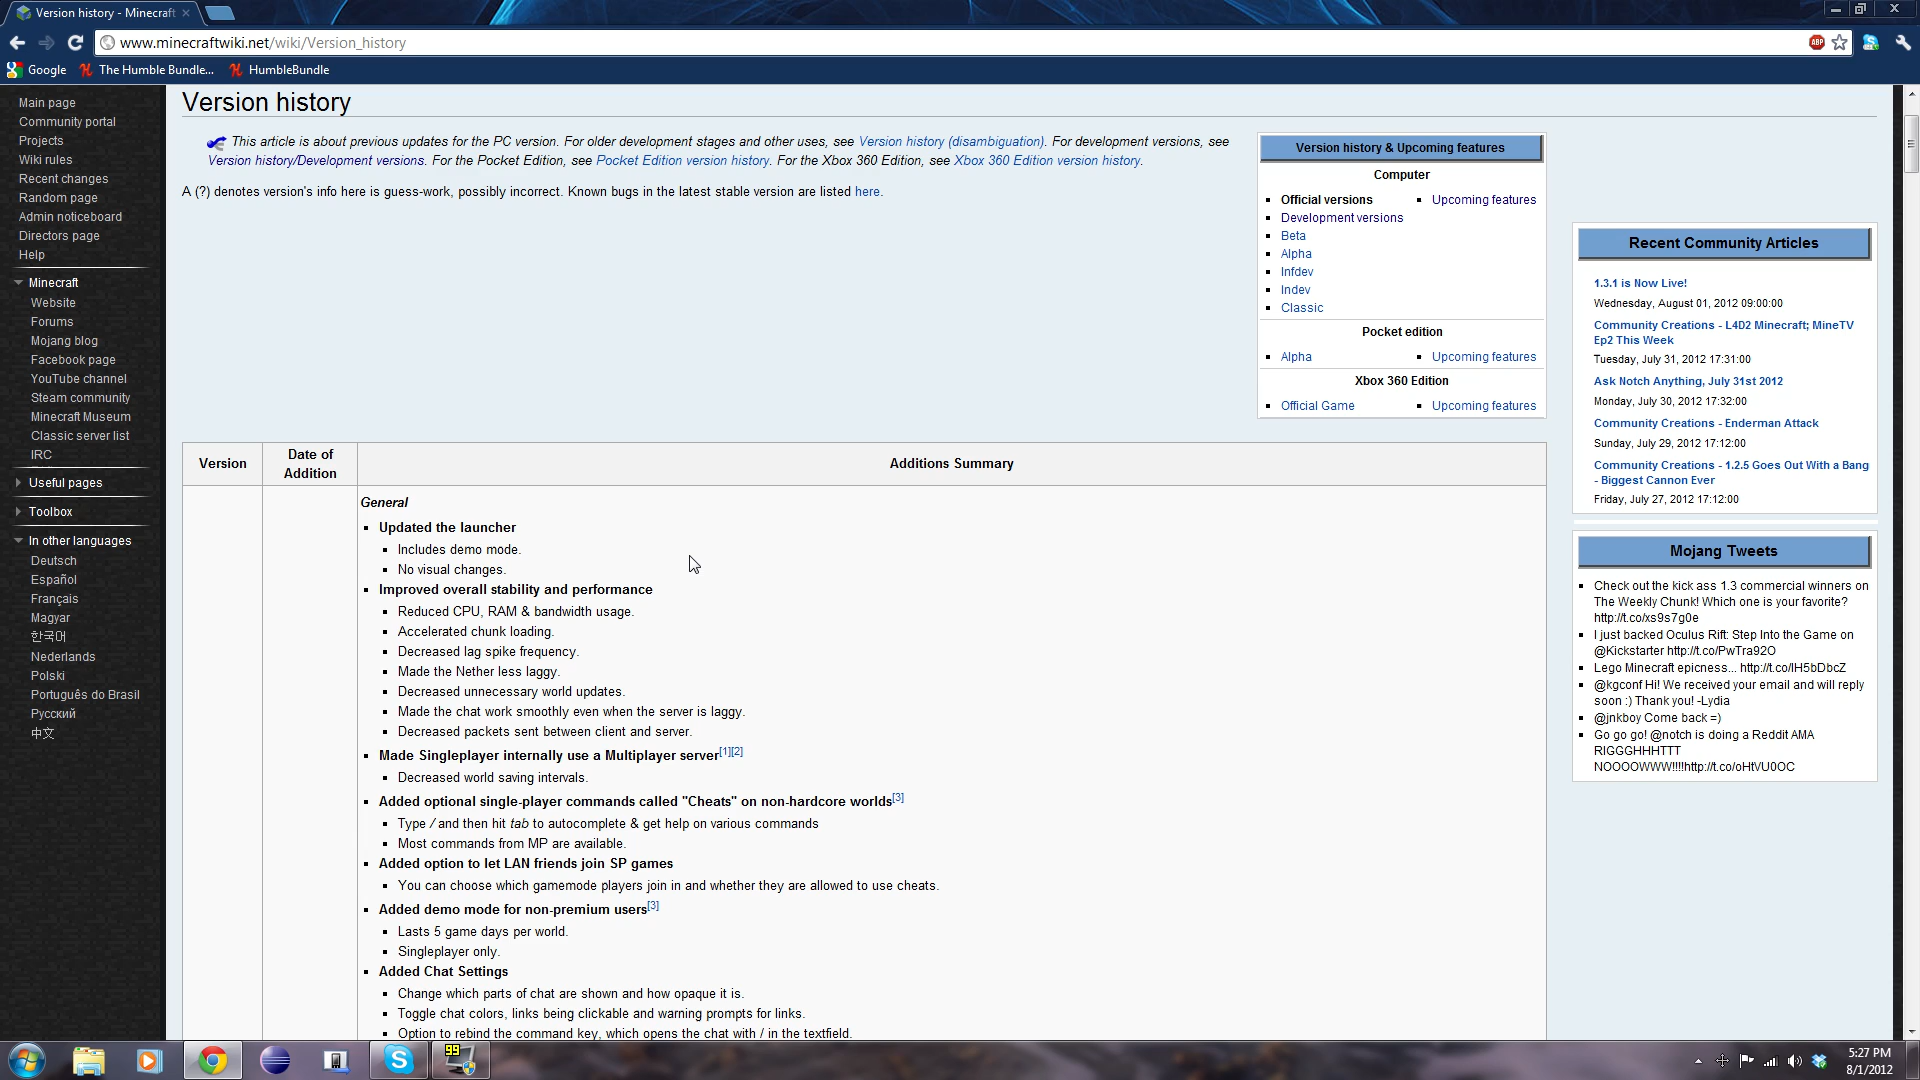 Version history - Minecraft
www.minecraftwiki.net/wiki/Version_history
ABP
Google
The Humble Bundle...
HumbleBundle
Main page
Community portal
Projects
Wiki rules
Recent changes
Random page
Admin noticeboard
Directors page
Help
Minecraft
Website
Forums
Mojang blog
Facebook page
YouTube channel
Steam community
Minecraft Museum
Classic server list
IRC
Useful pages
Toolbox
In other languages
Deutsch
Español
Français
Magyar
한국어
Nederlands
Polski
Português do Brasil
Русский
中文
Version history
This article is about previous updates for the PC version. For older development stages and other uses, see Version history (disambiguation). For development versions, see
Version history/Development versions. For the Pocket Edition, see Pocket Edition version history. For the Xbox 360 Edition, see Xbox 360 Edition version history.
A (?) denotes version's info here is guess-work, possibly incorrect. Known bugs in the latest stable version are listed here.
Version history & Upcoming features
Computer
Official versions
Upcoming features
Development versions
Beta
Alpha
Infdev
Indev
Classic
Pocket edition
Alpha
Upcoming features
Xbox 360 Edition
Official Game
Upcoming features
Version
Date of
Addition
Additions Summary
General
Updated the launcher
Includes demo mode.
No visual changes.
Improved overall stability and performance
Reduced CPU, RAM & bandwidth usage.
Accelerated chunk loading.
Decreased lag spike frequency.
Made the Nether less laggy.
Decreased unnecessary world updates.
Made the chat work smoothly even when the server is laggy.
Decreased packets sent between client and server.
Made Singleplayer internally use a Multiplayer server[1][2]
Decreased world saving intervals.
Added optional single-player commands called "Cheats" on non-hardcore worlds[3]
Type / and then hit tab to autocomplete & get help on various commands
Most commands from MP are available.
Added option to let LAN friends join SP games
You can choose which gamemode players join in and whether they are allowed to use cheats.
Added demo mode for non-premium users[3]
Lasts 5 game days per world.
Singleplayer only.
Added Chat Settings
Change which parts of chat are shown and how opaque it is.
Toggle chat colors, links being clickable and warning prompts for links.
Option to rebind the command key, which opens the chat with / in the textfield.
Recent Community Articles
1.3.1 is Now Live!
Wednesday, August 01, 2012 09:00:00
Community Creations - L4D2 Minecraft; MineTV
Ep2 This Week
Tuesday, July 31, 2012 17:31:00
Ask Notch Anything, July 31st 2012
Monday, July 30, 2012 17:32:00
Community Creations - Enderman Attack
Sunday, July 29, 2012 17:12:00
Community Creations - 1.2.5 Goes Out With a Bang
- Biggest Cannon Ever
Friday, July 27, 2012 17:12:00
Mojang Tweets
Check out the kick ass 1.3 commercial winners on
The Weekly Chunk! Which one is your favorite?
http://t.co/xs9s7g0e
I just backed Oculus Rift: Step Into the Game on
@Kickstarter http://t.co/PwTra92O
Lego Minecraft epicness... http://t.co/lH5bDbcZ
@kgconf Hi! We received your email and will reply
soon :) Thank you! -Lydia
@jnkboy Come back =)
Go go go! @notch is doing a Reddit AMA
RIGGGHHHTTT
NOOOOWWW!!!!http://t.co/oHtVU0OC
99
5:27 PM
8/1/2012